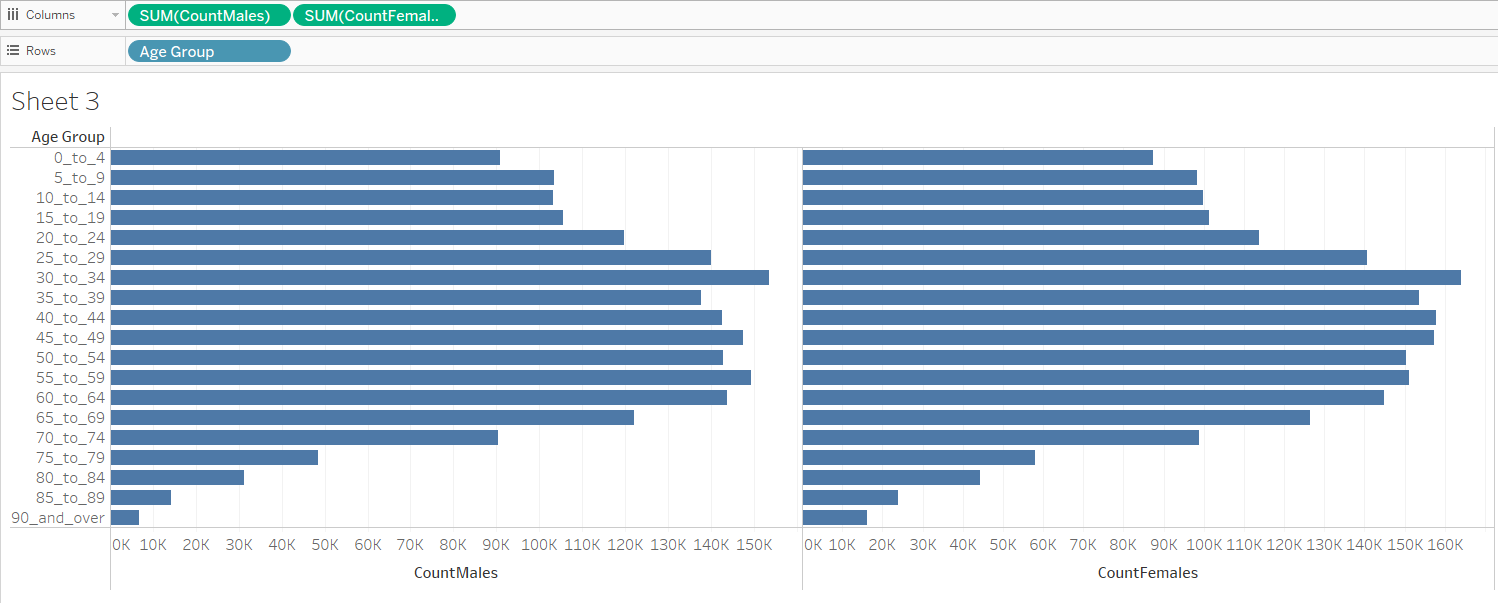 Columns SUM(CountMales) SUM(CountFemal..
Rows Age Group
Sheet 3
Age Group
0_to_4
5_to_9
10_to_14
15_to_19
20_to_24
25_to_29
30_to_34
35_to_39
40_to_44
45_to_49
50_to_54
55_to_59
60_to_64
65_to_69
70_to_74
75_to_79
80_to_84
85_to_89
90_and_over
0K 10K 20K 30K 40K 50K 60K 70K 80K 90K 100K 110K 120K 130K 140K 150K 0K 10K 20K 30K 40K 50K 60K 70K 80K 90K 100K 110K 120K 130K 140K 150K 160K
CountMales CountFemales